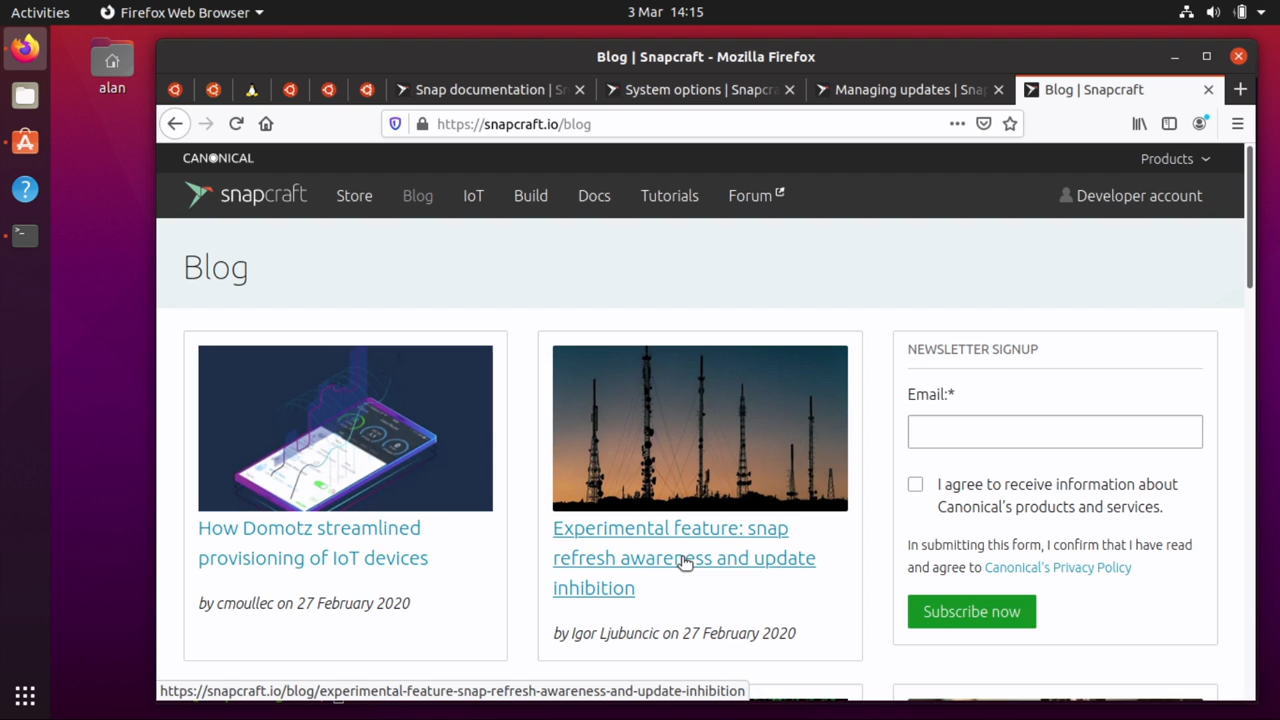 Activities
Firefox Web Browser
3 Mar 14:15
alan
Blog | Snapcraft - Mozilla Firefox
Snap documentation | Sn
System options | Snapcra
Managing updates | Snap
Blog | Snapcraft
https://snapcraft.io/blog
CANONICAL
Products
snapcraft
Store
Blog
IoT
Build
Docs
Tutorials
Forum
Developer account
Blog
How Domotz streamlined
provisioning of IoT devices
by cmoullec on 27 February 2020
Experimental feature: snap
refresh awareness and update
inhibition
by Igor Ljubuncic on 27 February 2020
NEWSLETTER SIGNUP
Email:*
I agree to receive information about
Canonical's products and services.
In submitting this form, I confirm that I have read
and agree to Canonical's Privacy Policy
Subscribe now
https://snapcraft.io/blog/experimental-feature-snap-refresh-awareness-and-update-inhibition